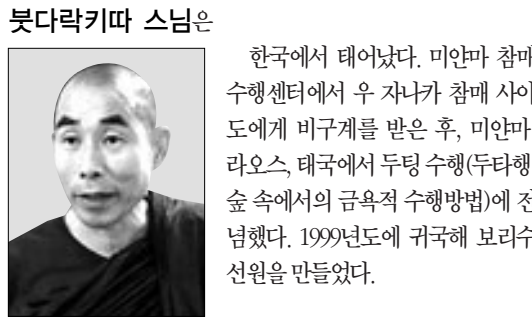 붓다락키따 스님은
한국에서 태어났다. 미얀마 참매
수행센터에서 우 자나카 참매 사이
도에게 비구계를 받은 후, 미얀마
라오스, 태국에서 두팅 수행(두타행
숲 속에서의 금욕적 수행방법)에 전
념했다. 1999년도에 귀국해 보리수
선원을 만들었다.